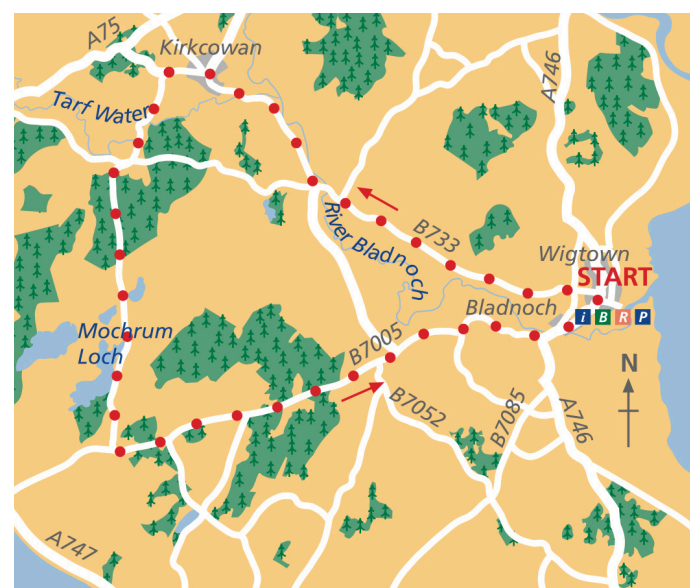 A75
Kirkcowan
A746
Tarf Water
River Bladnoch
B733
Wigtown
START
Bladnoch
i B R P
Mochrum
Loch
B7005
N
B7052
B7085
A746
A747